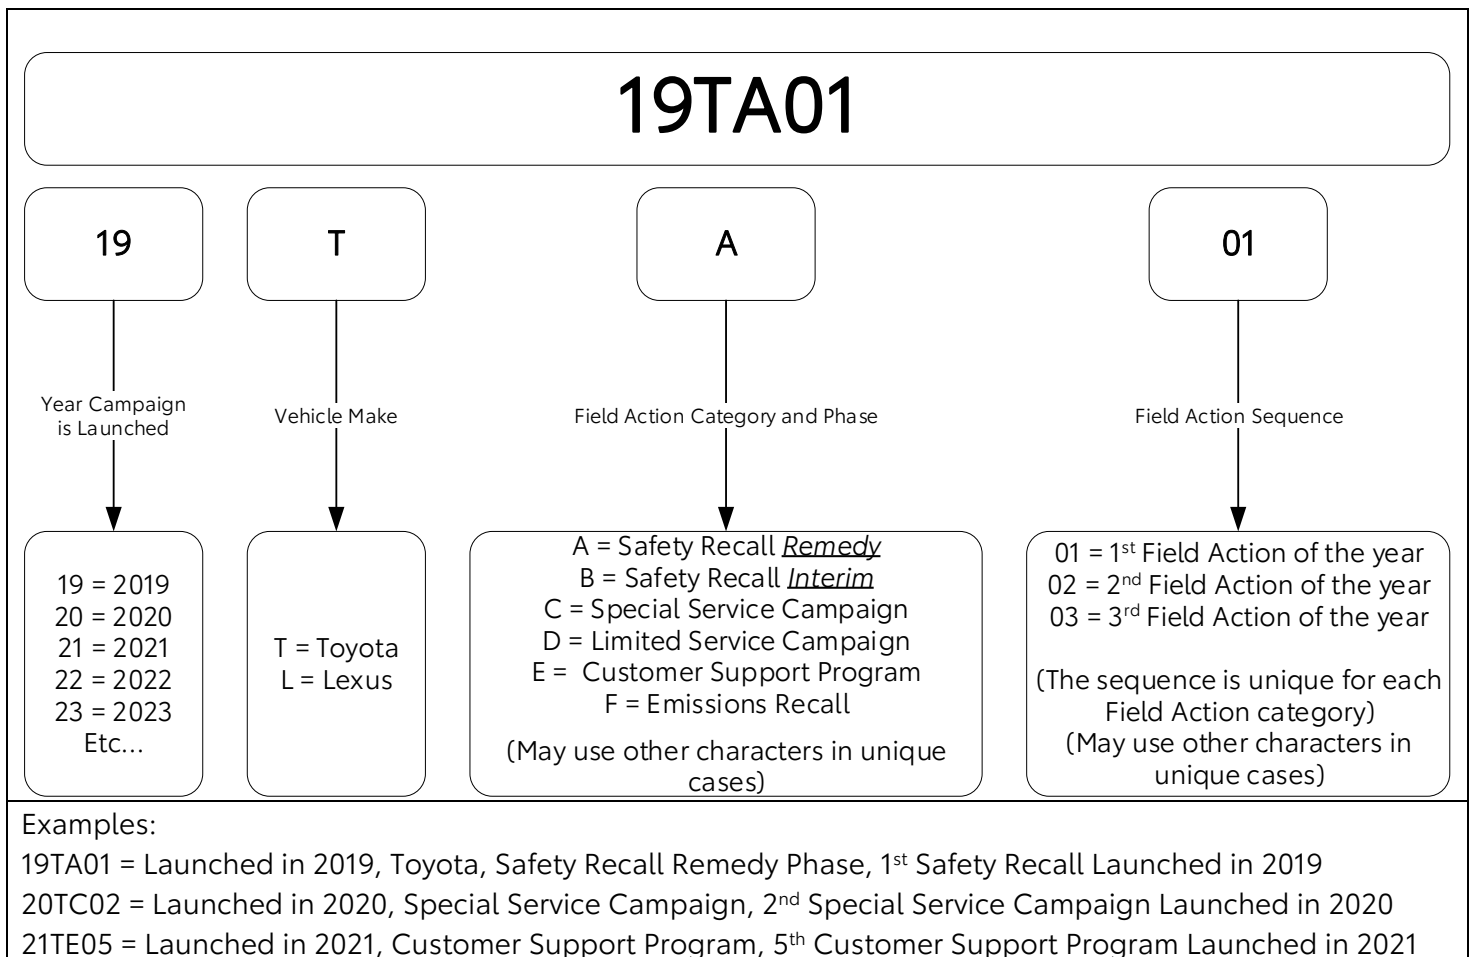 19TA01
19
T
A
01
Year Campaign
is Launched
Vehicle Make
Field Action Category and Phase
Field Action Sequence
19 = 2019
20 = 2020
21 = 2021
22 = 2022
23 = 2023
Etc...
T = Toyota
L = Lexus
A = Safety Recall Remedy
B = Safety Recall Interim
C = Special Service Campaign
D = Limited Service Campaign
E =  Customer Support Program
F = Emissions Recall
(May use other characters in unique
cases)
01 = 1st Field Action of the year
02 = 2nd Field Action of the year
03 = 3rd Field Action of the year
(The sequence is unique for each
Field Action category)
(May use other characters in
unique cases)
Examples:
19TA01 = Launched in 2019, Toyota, Safety Recall Remedy Phase, 1st Safety Recall Launched in 2019
20TC02 = Launched in 2020, Special Service Campaign, 2nd Special Service Campaign Launched in 2020
21TE05 = Launched in 2021, Customer Support Program, 5th Customer Support Program Launched in 2021